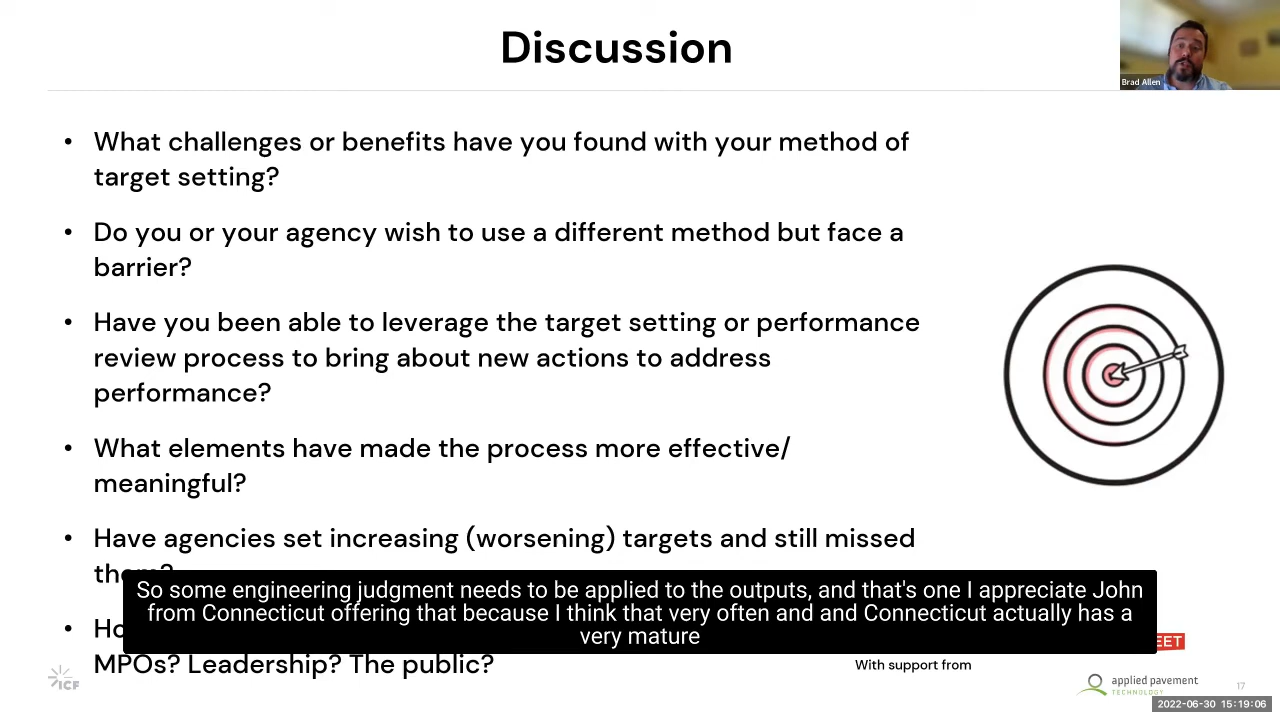 Discussion
Brad Allen
• What challenges or benefits have you found with your method of
target setting?
• Do you or your agency wish to use a different method but face a
barrier?
• Have you been able to leverage the target setting or performance
review process to bring about new actions to address
performance?
• What elements have made the process more effective/
meaningful?
• Have agencies set increasing (worsening) targets and still missed
So some engineering judgment needs to be applied to the outputs, and that's one I appreciate John
from Connecticut offering that because I think that very often and and Connecticut actually has a
very mature
MPOs? Leadership? The public?
With support from
ICF
applied pavement
TECHNOLOGY
17
2022-06-30 15:19:06